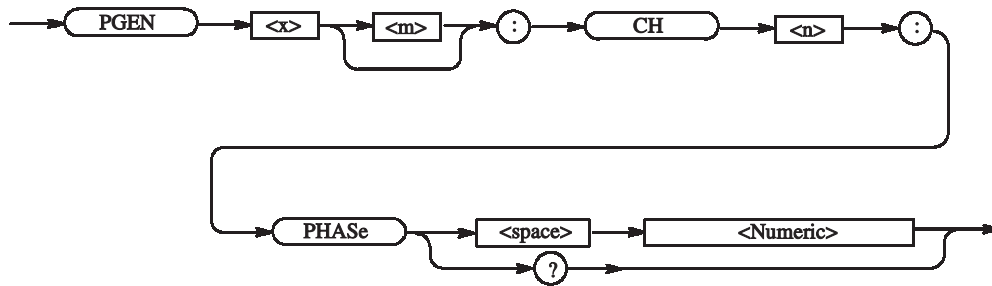 PGEN <x> <m> : CH <n> :
PHASe <space> <Numeric>
?